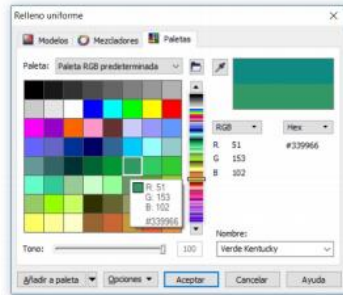 Relleno uniforme
Modelos
Mezcladores
Paletas
Paleta: Paleta RGB predeterminada
RGB
Hex
R 51
G 153
B 102
#339966
R: 51
G: 153
B: 102
#339966
Tono:
100
Nombre:
Verde Kentucky
Añadir a paleta
Opciones
Aceptar
Cancelar
Ayuda